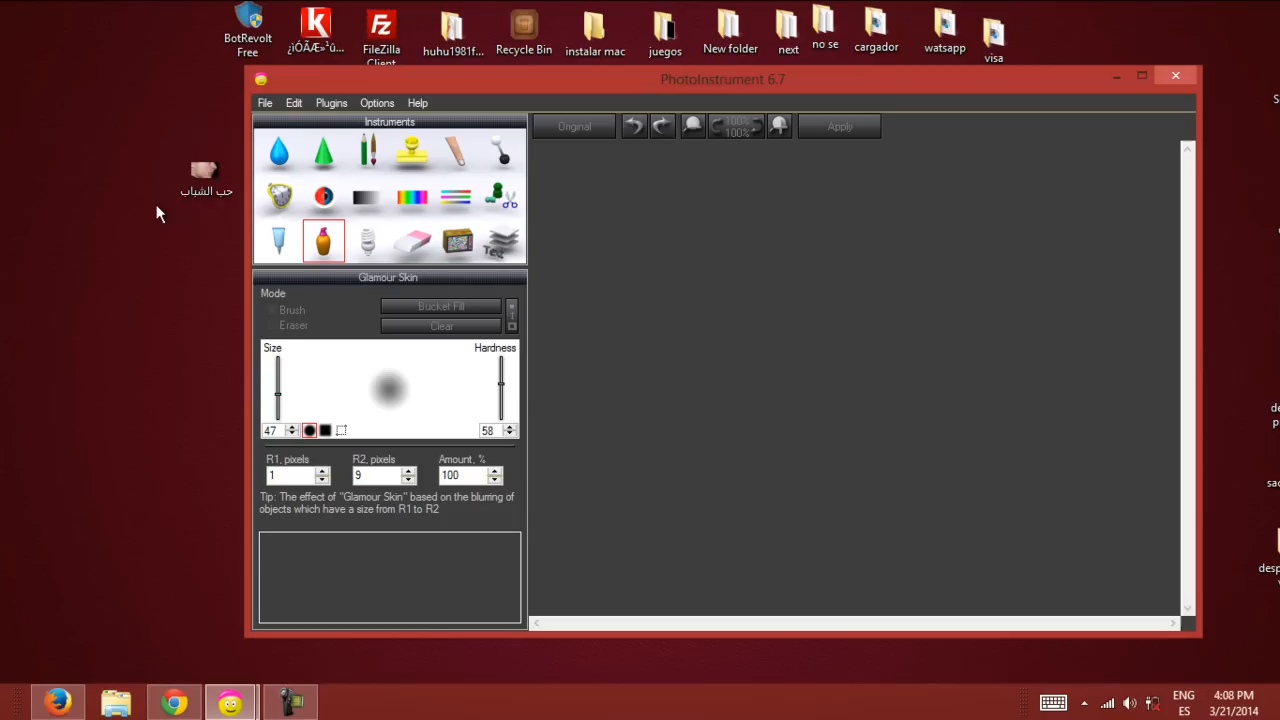 BotRevolt
Free
FileZilla
Client
huhu1981f...
Recycle Bin
instalar mac
juegos
New folder
next
no se
cargador
watsapp
visa
PhotoInstrument 6.7
File Edit Plugins Options Help
Instruments
Original
100%
100%
Apply
حب الشباب
Glamour Skin
Mode
Brush
Eraser
Bucket Fill
Clear
Size
Hardness
47
58
R1, pixels
R2, pixels
Amount, %
1
9
100
Tip: The effect of "Glamour Skin" based on the blurring of
objects which have a size from R1 to R2
ENG
ES
4:08 PM
3/21/2014